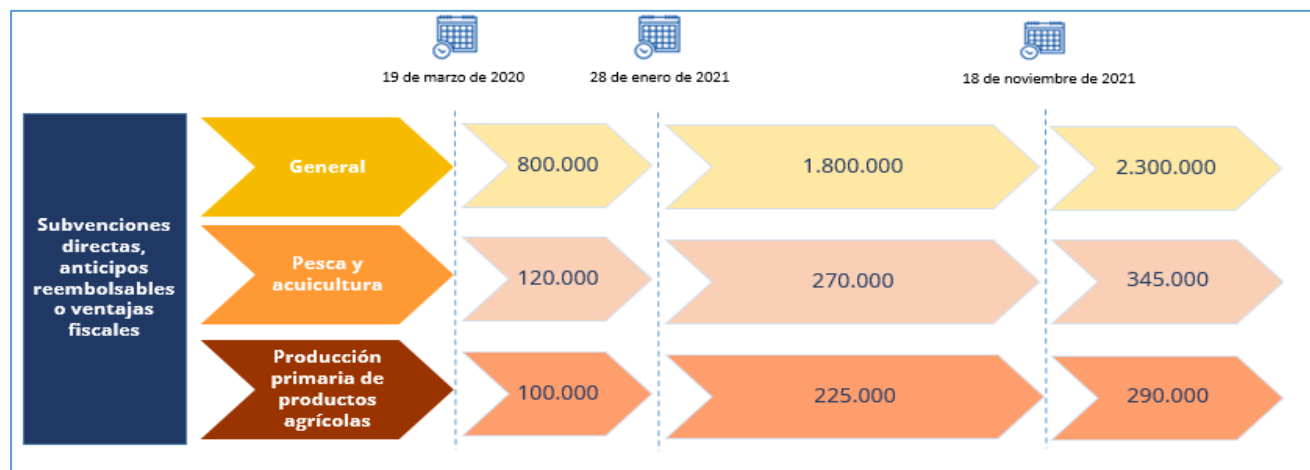 19 de marzo de 2020
28 de enero de 2021
18 de noviembre de 2021
Subvenciones
directas,
anticipos
reembolsables
o ventajas
fiscales
General
800.000
1.800.000
2.300.000
Pesca y
acuicultura
120.000
270.000
345.000
Producción
primaria de
productos
agrícolas
100.000
225.000
290.000